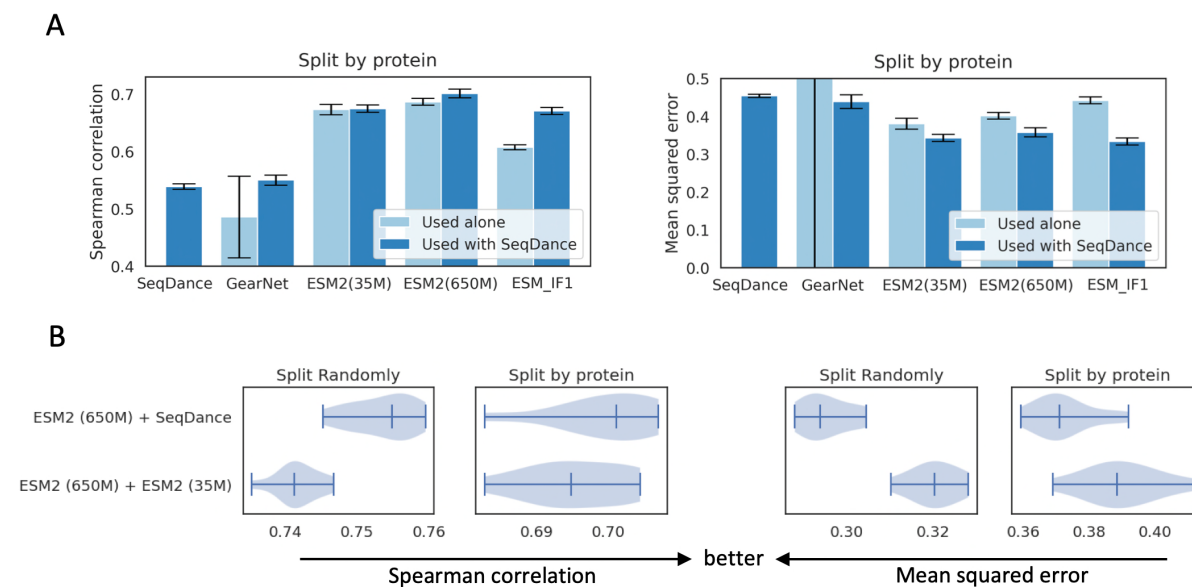 A
Split by protein
Spearman correlation
0.7
0.6
0.5
0.4
Used alone
Used with SeqDance
SeqDance GearNet ESM2(35M) ESM2(650M) ESM_IF1
Split by protein
Mean squared error
0.5
0.4
0.3
0.2
0.1
0.0
Used alone
Used with SeqDance
SeqDance GearNet ESM2(35M) ESM2(650M) ESM_IF1
B
Split Randomly Split by protein Split Randomly Split by protein
ESM2 (650M) + SeqDance
ESM2 (650M) + ESM2 (35M)
0.74 0.75 0.76 0.69 0.70 0.30 0.32 0.36 0.38 0.40
better
Spearman correlation Mean squared error